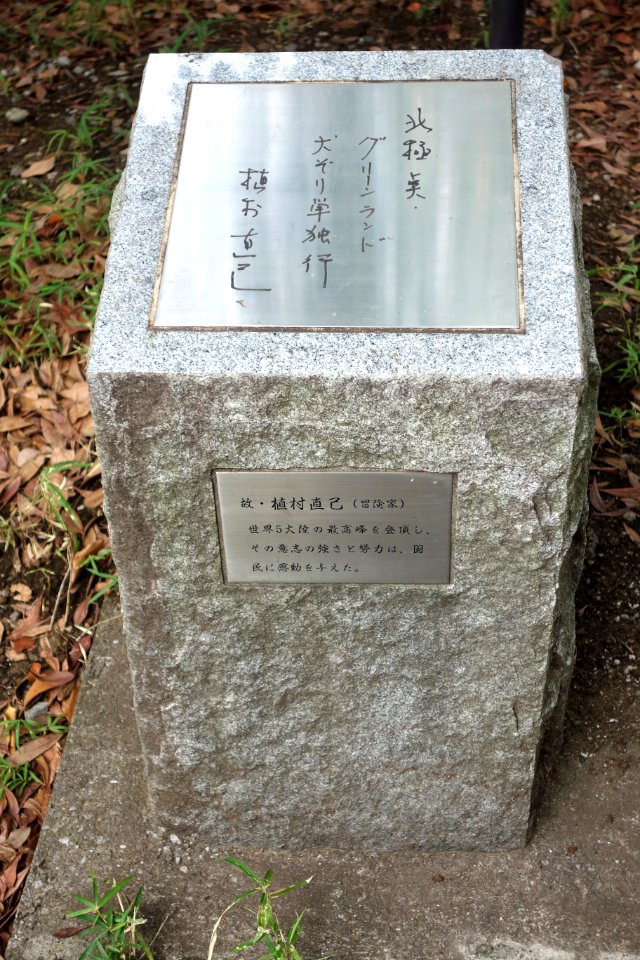 北極点.
グリーンランド
犬ぞり単独行
植村直己
故・植村直己（冒険家）
世界5大陸の最高峰を登頂し、
その意志の強さと努力は、国
民に感動を与えた。